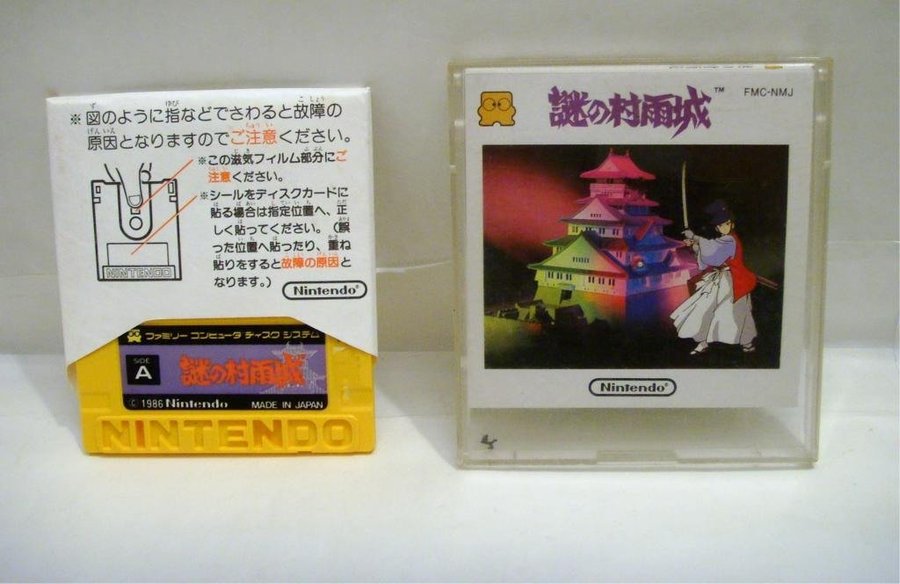 ※図のように指などでさわると故障の
原因となりますのでご注意ください。
※この滋気フィルム部分にご
注意ください。
※シールをディスクカードに
貼る場合は指定位置へ、正
しく貼ってください。(誤
った位置へ貼ったり、重ね
貼りをすると故障の原因と
なります。)
NINTENDO
Nintendo®
ファミリー コンピュータ ディスク システム
SIDE
A
謎の村雨城
© 1986 Nintendo MADE IN JAPAN
NINTENDO
謎の村雨城™
FMC-NMJ
Nintendo®